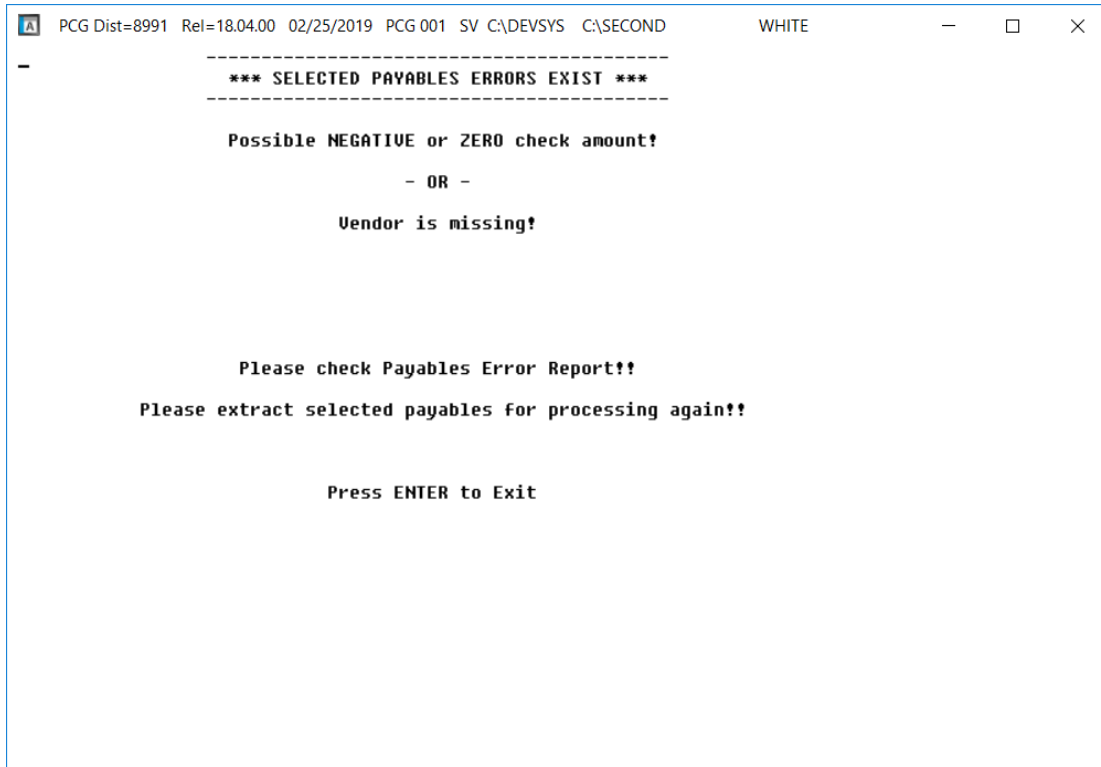 PCG Dist=8991 Rel=18.04.00 02/25/2019 PCG 001 SV C:\DEVSYS C:\SECOND WHITE
------------------------------------------
*** SELECTED PAYABLES ERRORS EXIST ***
------------------------------------------
Possible NEGATIVE or ZERO check amount!
- OR -
Vendor is missing!
Please check Payables Error Report!!
Please extract selected payables for processing again!!
Press ENTER to Exit